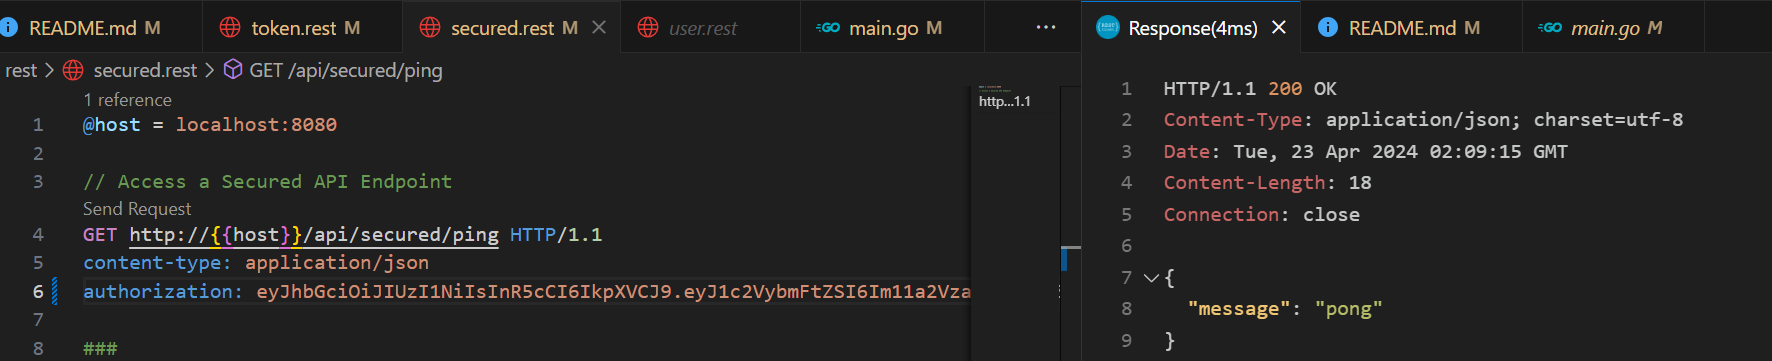 README.md M token.rest M secured.rest M user.rest GO main.go M ...
rest > secured.rest > GET /api/secured/ping
1 reference
1 @host = localhost:8080
2
3 // Access a Secured API Endpoint
Send Request
4 GET http://{{host}}/api/secured/ping HTTP/1.1
5 content-type: application/json
6 authorization: eyJhbGciOiJIUzI1NiIsInR5cCI6IkpXVCJ9.eyJ1c2VybmFtZSI6Im11a2Vza
7
8 ###
http...1.1
Response(4ms) README.md M GO main.go M
1 HTTP/1.1 200 OK
2 Content-Type: application/json; charset=utf-8
3 Date: Tue, 23 Apr 2024 02:09:15 GMT
4 Content-Length: 18
5 Connection: close
6
7 {
8 "message": "pong"
9 }